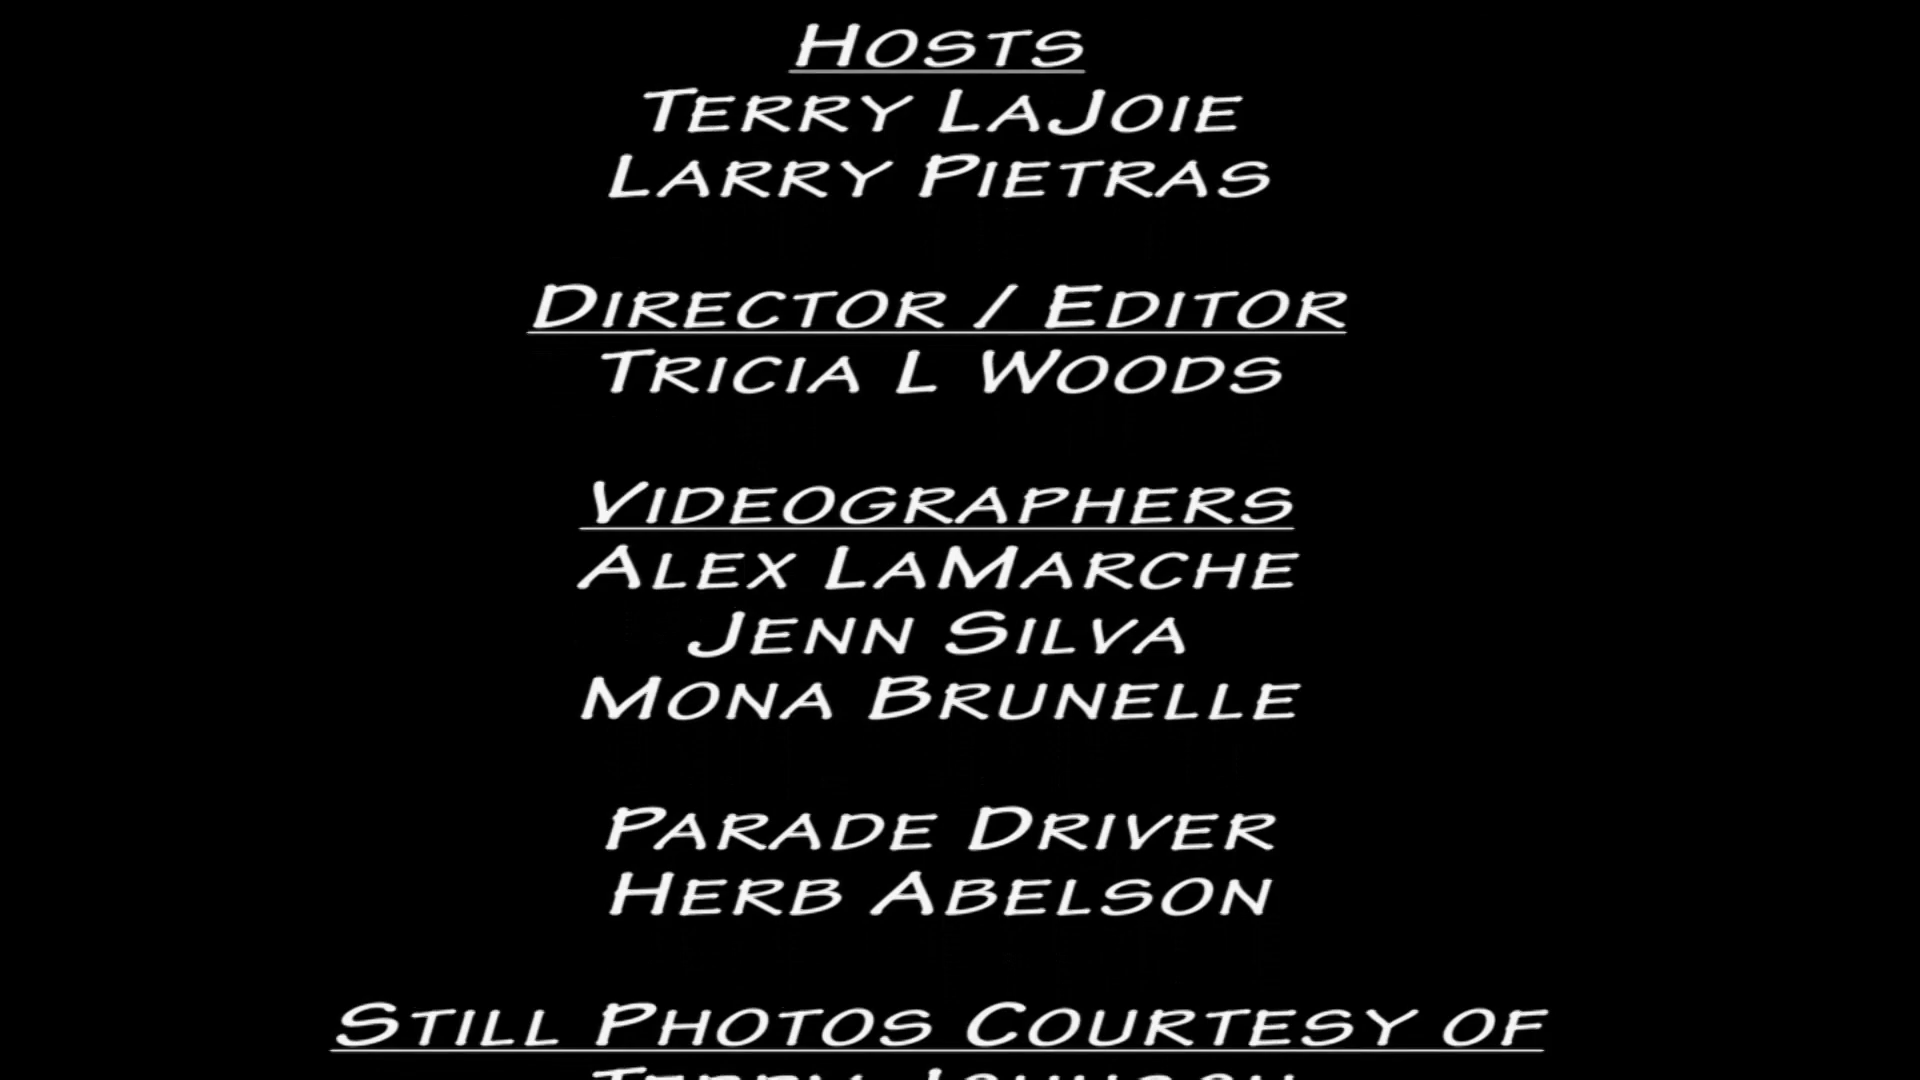 Hosts
Terry LaJoie
Larry Pietras
Director / Editor
Tricia L Woods
Videographers
Alex LaMarche
Jenn Silva
Mona Brunelle
Parade Driver
Herb Abelson
Still Photos Courtesy of